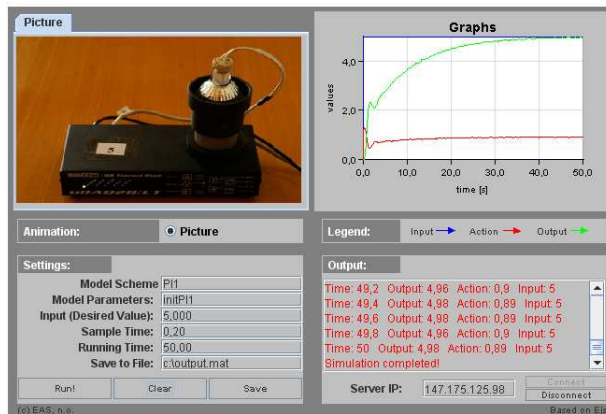 Picture
5
Graphs
values
4,0
2,0
0,0
0,0 10,0 20,0 30,0 40,0 50,0
time [s]
Animation: Picture
Legend: Input Action Output
Settings:
Model Scheme PI1
Model Parameters: initPI1
Input (Desired Value): 5,000
Sample Time: 0,20
Running Time: 50,00
Save to File: c:\output.mat
Run! Clear Save
Output:
Time: 49,2 Output: 4,96 Action: 0,9 Input: 5
Time: 49,4 Output: 4,98 Action: 0,89 Input: 5
Time: 49,6 Output: 4,98 Action: 0,89 Input: 5
Time: 49,8 Output: 4,96 Action: 0,9 Input: 5
Time: 50 Output: 4,98 Action: 0,89 Input: 5
Simulation completed!
Server IP: 147.175.125.98
Connect
Disconnect
(c) EAS, n.o.
Based on Ejs